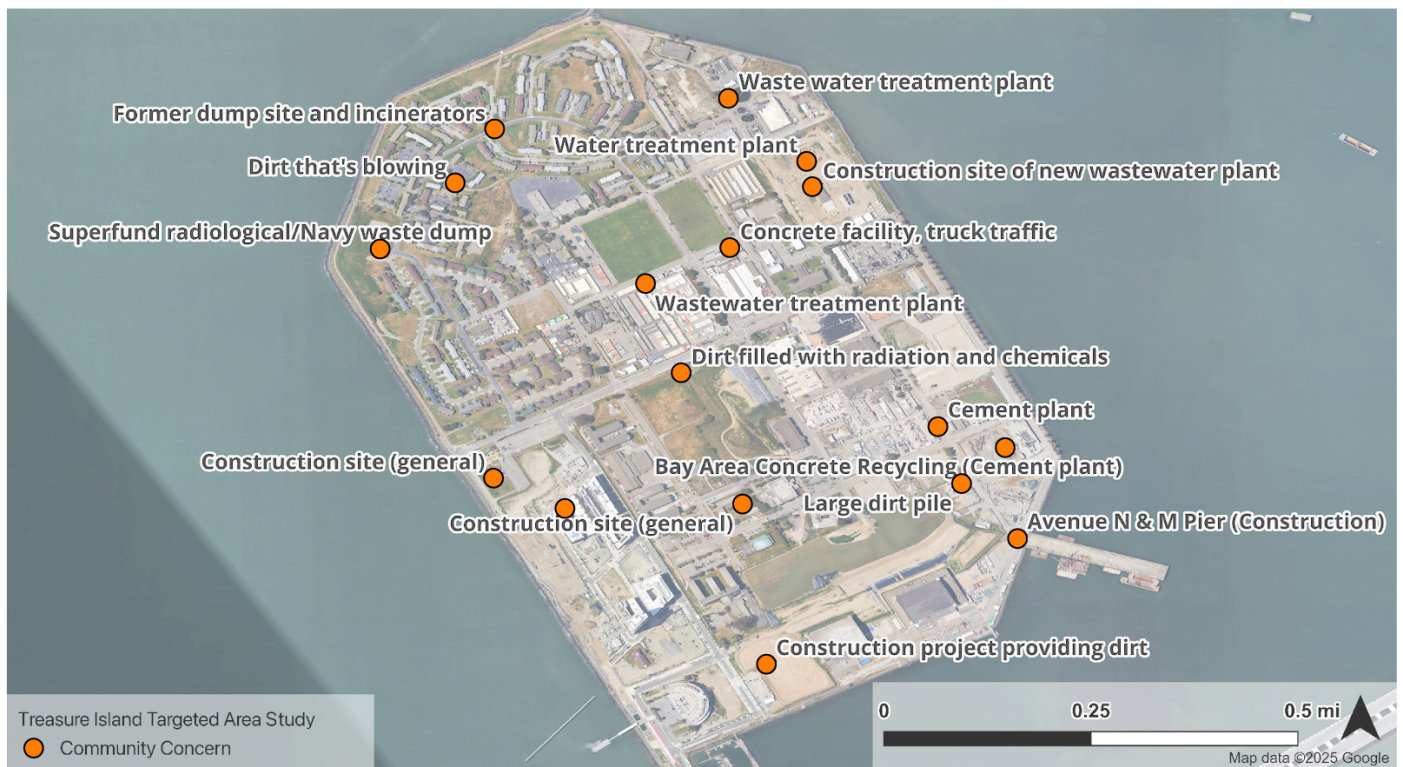 Waste water treatment plant
Former dump site and incinerators
Water treatment plant
Dirt that's blowing
Construction site of new wastewater plant
Superfund radiological/Navy waste dump
Concrete facility, truck traffic
Wastewater treatment plant
Dirt filled with radiation and chemicals
Cement plant
Construction site (general)
Bay Area Concrete Recycling (Cement plant)
Large dirt pile
Construction site (general)
Avenue N & M Pier (Construction)
Construction project providing dirt
Treasure Island Targeted Area Study
Community Concern
0 0.25 0.5 mi
Map data ©2025 Google